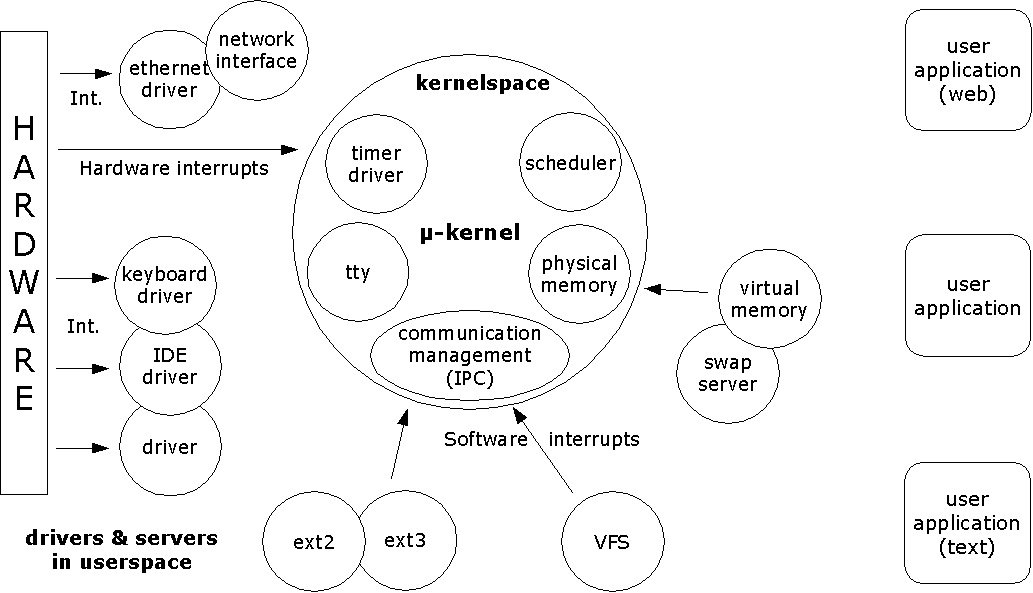 H
A
R
D
W
A
R
E
Int.
ethernet
driver
network
interface
Hardware interrupts
keyboard
driver
Int.
IDE
driver
driver
drivers & servers
in userspace
kernelspace
timer
driver
scheduler
µ-kernel
tty
physical
memory
communication
management
(IPC)
virtual
memory
swap
server
Software interrupts
ext2
ext3
VFS
user
application
(web)
user
application
user
application
(text)